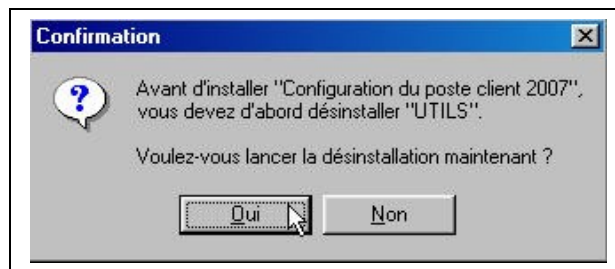 Confirmation
Avant d'installer "Configuration du poste client 2007",
vous devez d'abord désinstaller "UTILS".
Voulez-vous lancer la désinstallation maintenant ?
Oui
Non